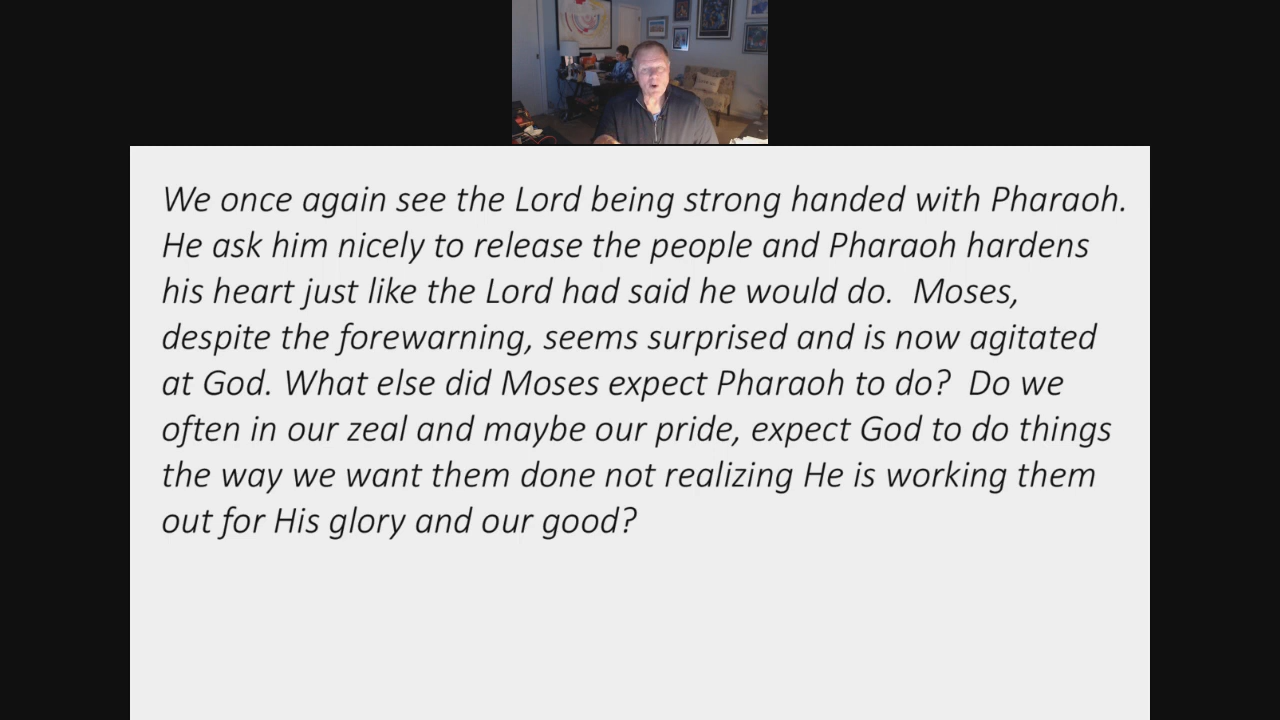 We once again see the Lord being strong handed with Pharaoh.
He ask him nicely to release the people and Pharaoh hardens
his heart just like the Lord had said he would do.  Moses,
despite the forewarning, seems surprised and is now agitated
at God. What else did Moses expect Pharaoh to do?  Do we
often in our zeal and maybe our pride, expect God to do things
the way we want them done not realizing He is working them
out for His glory and our good?